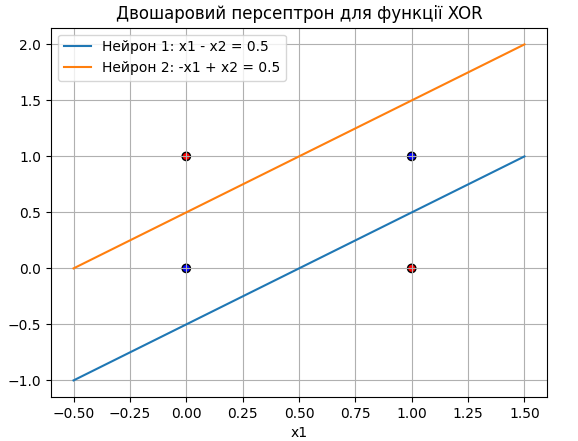 Двошаровий персептрон для функції XOR
Нейрон 1: x1 - x2 = 0.5
Нейрон 2: -x1 + x2 = 0.5
2.0
1.5
1.0
0.5
0.0
−0.5
−1.0
−0.50 −0.25 0.00 0.25 0.50 0.75 1.00 1.25 1.50
x1